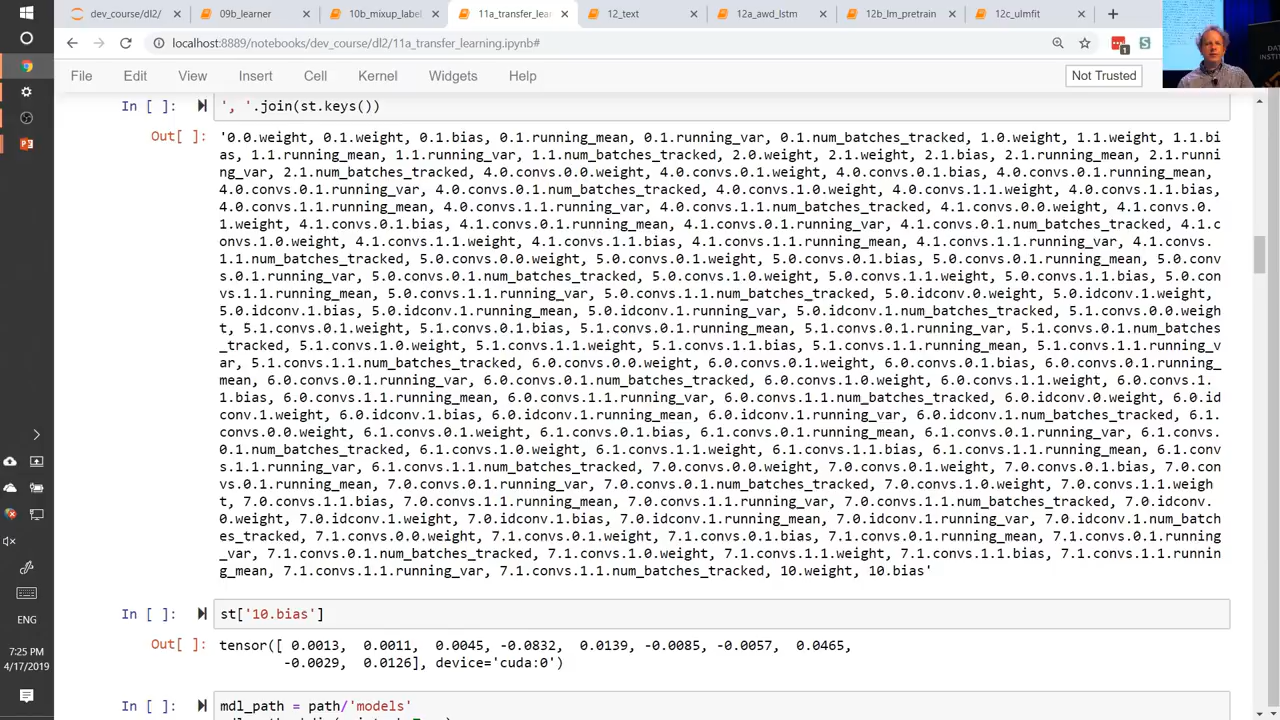 dev_course/dl2/
09b_learner
12c_ulmfit
localhost:8889/
File Edit View Insert Cell Kernel Widgets Help
Not Trusted
In [ ]: ', '.join(st.keys())
Out[ ]: '0.0.weight, 0.1.weight, 0.1.bias, 0.1.running_mean, 0.1.running_var, 0.1.num_batches_tracked, 1.0.weight, 1.1.weight, 1.1.bi
as, 1.1.running_mean, 1.1.running_var, 1.1.num_batches_tracked, 2.0.weight, 2.1.weight, 2.1.bias, 2.1.running_mean, 2.1.runni
ng_var, 2.1.num_batches_tracked, 4.0.convs.0.0.weight, 4.0.convs.0.1.weight, 4.0.convs.0.1.bias, 4.0.convs.0.1.running_mean,
4.0.convs.0.1.running_var, 4.0.convs.0.1.num_batches_tracked, 4.0.convs.1.0.weight, 4.0.convs.1.1.weight, 4.0.convs.1.1.bias,
4.0.convs.1.1.running_mean, 4.0.convs.1.1.running_var, 4.0.convs.1.1.num_batches_tracked, 4.1.convs.0.0.weight, 4.1.convs.0.
1.weight, 4.1.convs.0.1.bias, 4.1.convs.0.1.running_mean, 4.1.convs.0.1.running_var, 4.1.convs.0.1.num_batches_tracked, 4.1.c
onvs.1.0.weight, 4.1.convs.1.1.weight, 4.1.convs.1.1.bias, 4.1.convs.1.1.running_mean, 4.1.convs.1.1.running_var, 4.1.convs.
1.1.num_batches_tracked, 5.0.convs.0.0.weight, 5.0.convs.0.1.weight, 5.0.convs.0.1.bias, 5.0.convs.0.1.running_mean, 5.0.conv
s.0.1.running_var, 5.0.convs.0.1.num_batches_tracked, 5.0.convs.1.0.weight, 5.0.convs.1.1.weight, 5.0.convs.1.1.bias, 5.0.con
vs.1.1.running_mean, 5.0.convs.1.1.running_var, 5.0.convs.1.1.num_batches_tracked, 5.0.idconv.0.weight, 5.0.idconv.1.weight,
5.0.idconv.1.bias, 5.0.idconv.1.running_mean, 5.0.idconv.1.running_var, 5.0.idconv.1.num_batches_tracked, 5.1.convs.0.0.weigh
t, 5.1.convs.0.1.weight, 5.1.convs.0.1.bias, 5.1.convs.0.1.running_mean, 5.1.convs.0.1.running_var, 5.1.convs.0.1.num_batches
_tracked, 5.1.convs.1.0.weight, 5.1.convs.1.1.weight, 5.1.convs.1.1.bias, 5.1.convs.1.1.running_mean, 5.1.convs.1.1.running_v
ar, 5.1.convs.1.1.num_batches_tracked, 6.0.convs.0.0.weight, 6.0.convs.0.1.weight, 6.0.convs.0.1.bias, 6.0.convs.0.1.running_
mean, 6.0.convs.0.1.running_var, 6.0.convs.0.1.num_batches_tracked, 6.0.convs.1.0.weight, 6.0.convs.1.1.weight, 6.0.convs.1.
1.bias, 6.0.convs.1.1.running_mean, 6.0.convs.1.1.running_var, 6.0.convs.1.1.num_batches_tracked, 6.0.idconv.0.weight, 6.0.id
conv.1.weight, 6.0.idconv.1.bias, 6.0.idconv.1.running_mean, 6.0.idconv.1.running_var, 6.0.idconv.1.num_batches_tracked, 6.1.
convs.0.0.weight, 6.1.convs.0.1.weight, 6.1.convs.0.1.bias, 6.1.convs.0.1.running_mean, 6.1.convs.0.1.running_var, 6.1.convs.
0.1.num_batches_tracked, 6.1.convs.1.0.weight, 6.1.convs.1.1.weight, 6.1.convs.1.1.bias, 6.1.convs.1.1.running_mean, 6.1.conv
s.1.1.running_var, 6.1.convs.1.1.num_batches_tracked, 7.0.convs.0.0.weight, 7.0.convs.0.1.weight, 7.0.convs.0.1.bias, 7.0.con
vs.0.1.running_mean, 7.0.convs.0.1.running_var, 7.0.convs.0.1.num_batches_tracked, 7.0.convs.1.0.weight, 7.0.convs.1.1.weigh
t, 7.0.convs.1.1.bias, 7.0.convs.1.1.running_mean, 7.0.convs.1.1.running_var, 7.0.convs.1.1.num_batches_tracked, 7.0.idconv.
0.weight, 7.0.idconv.1.weight, 7.0.idconv.1.bias, 7.0.idconv.1.running_mean, 7.0.idconv.1.running_var, 7.0.idconv.1.num_batch
es_tracked, 7.1.convs.0.0.weight, 7.1.convs.0.1.weight, 7.1.convs.0.1.bias, 7.1.convs.0.1.running_mean, 7.1.convs.0.1.running
_var, 7.1.convs.0.1.num_batches_tracked, 7.1.convs.1.0.weight, 7.1.convs.1.1.weight, 7.1.convs.1.1.bias, 7.1.convs.1.1.runnin
g_mean, 7.1.convs.1.1.running_var, 7.1.convs.1.1.num_batches_tracked, 10.weight, 10.bias'
In [ ]: st['10.bias']
Out[ ]: tensor([ 0.0013, 0.0011, 0.0045, -0.0832, 0.0139, -0.0085, -0.0057, 0.0465,
-0.0029, 0.0126], device='cuda:0')
In [ ]: mdl_path = path/'models'
ENG
7:25 PM
4/17/2019